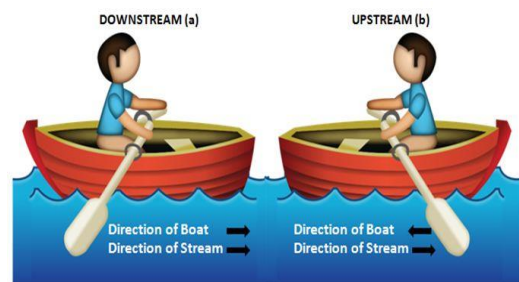 DOWNSTREAM (a)
UPSTREAM (b)
Direction of Boat
Direction of Stream
Direction of Boat
Direction of Stream